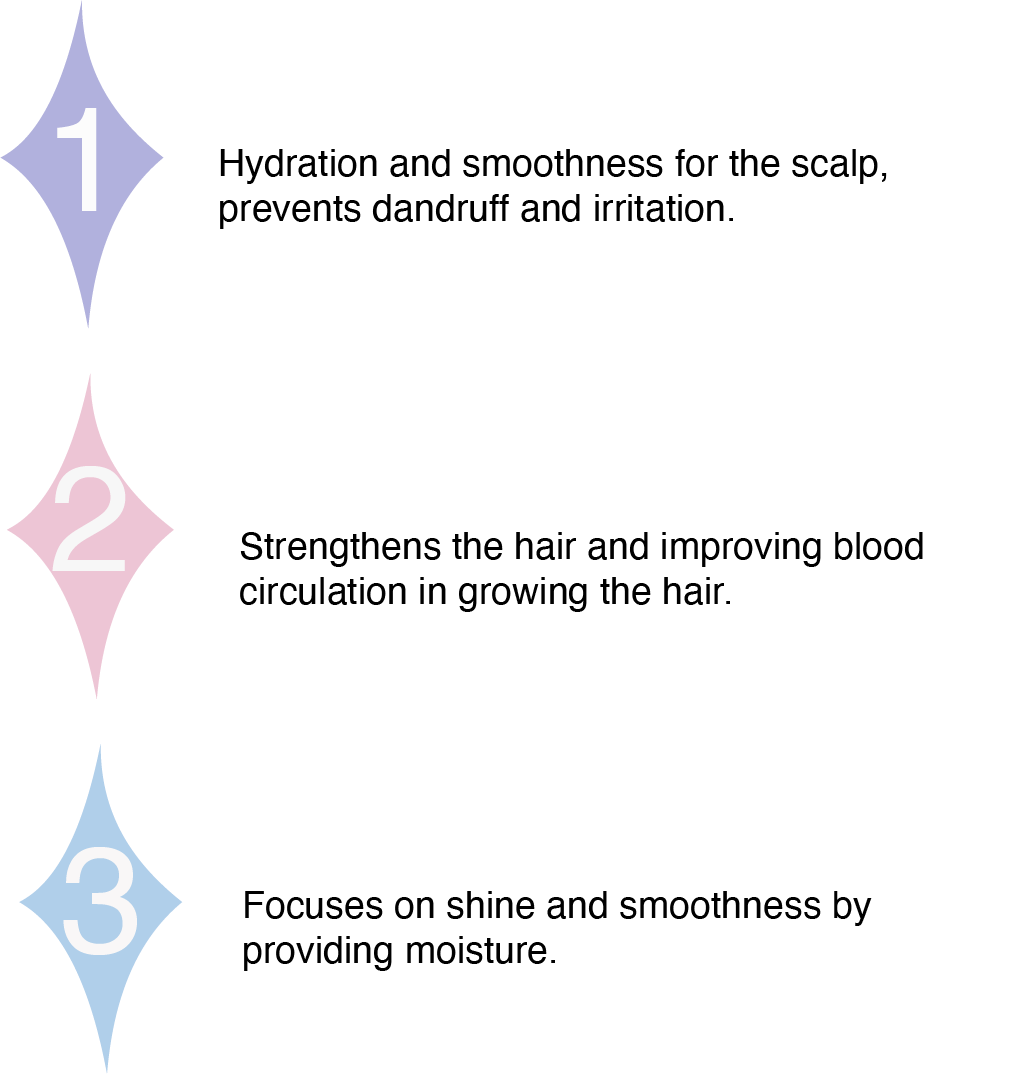 1
Hydration and smoothness for the scalp,
prevents dandruff and irritation.
2
Strengthens the hair and improving blood
circulation in growing the hair.
3
Focuses on shine and smoothness by
providing moisture.